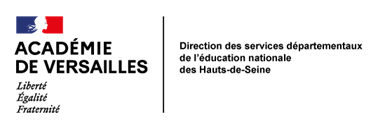 ACADÉMIE
DE VERSAILLES
Liberté
Égalité
Fraternité
Direction des services départementaux
de l'éducation nationale
des Hauts-de-Seine